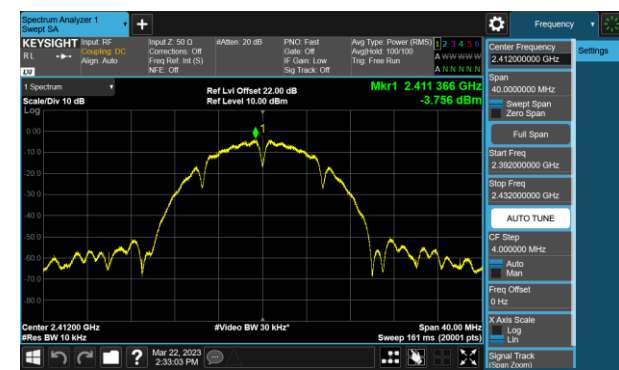 Spectrum Analyzer 1
Swept SA
Frequency
KEYSIGHT
RL
Input: RF
Coupling: DC
Align: Auto
Input Z: 50 Ω
Corrections: Off
Freq Ref: Int (S)
NFE: Off
#Atten: 20 dB
PNO: Fast
Gate: Off
IF Gain: Low
Sig Track: Off
Avg Type: Power (RMS)
Avg|Hold: 100/100
Trig: Free Run
1 2 3 4 5 6
A W W W W W
A N N N N N
LXI
1 Spectrum
Scale/Div 10 dB
Log
Ref Lvl Offset 22.00 dB
Ref Level 10.00 dBm
Mkr1 2.411 366 GHz
-3.756 dBm
1
0.00
-10.0
-20.0
-30.0
-40.0
-50.0
-60.0
-70.0
-80.0
Center 2.41200 GHz
#Res BW 10 kHz
#Video BW 30 kHz*
Span 40.00 MHz
Sweep 161 ms (20001 pts)
Mar 22, 2023
2:33:03 PM
Center Frequency
2.412000000 GHz
Settings
Span
40.0000000 MHz
Swept Span
Zero Span
Full Span
Start Freq
2.392000000 GHz
Stop Freq
2.432000000 GHz
AUTO TUNE
CF Step
4.000000 MHz
Auto
Man
Freq Offset
0 Hz
X Axis Scale
Log
Lin
Signal Track
(Span Zoom)